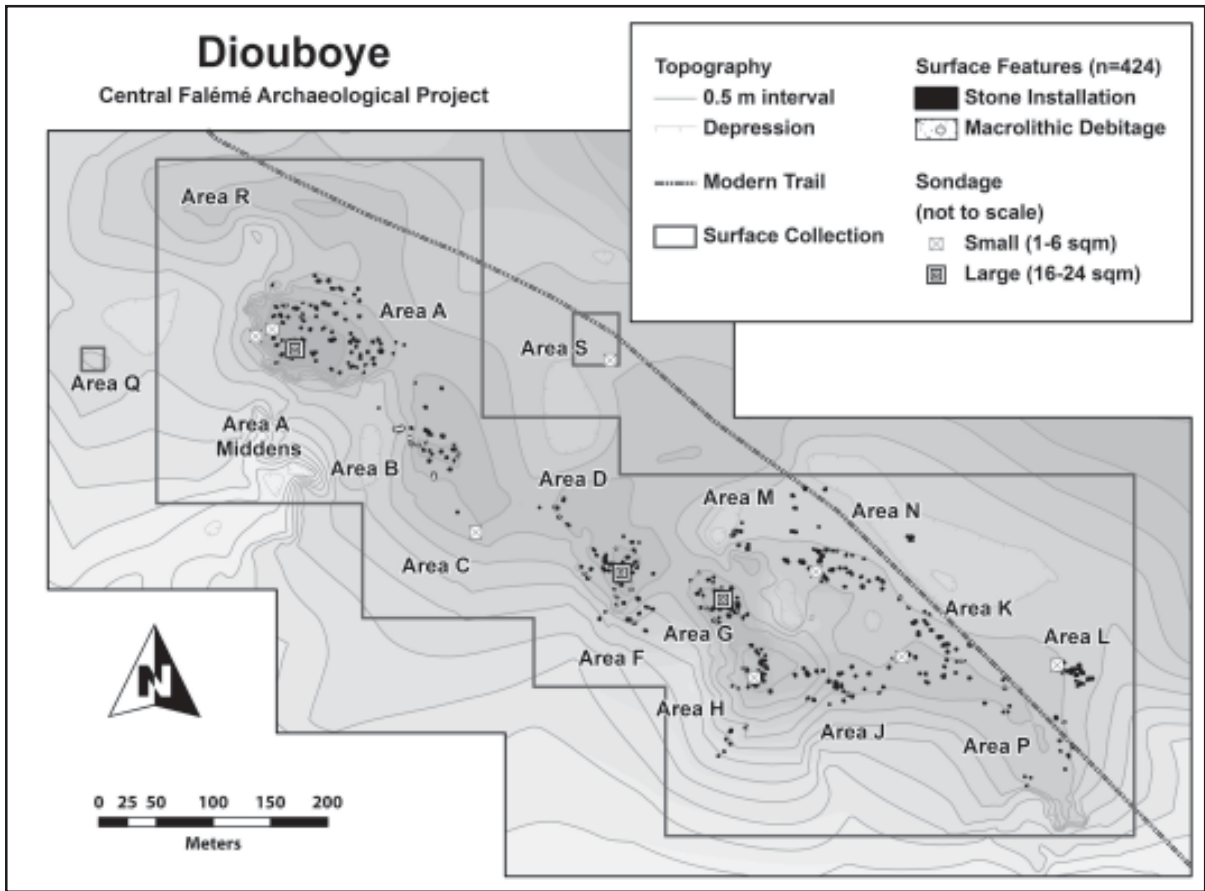 Diouboye
Central Falémé Archaeological Project
Topography
0.5 m interval
Depression
Modern Trail
Surface Collection
Surface Features (n=424)
Stone Installation
Macrolithic Debitage
Sondage
(not to scale)
Small (1-6 sqm)
Large (16-24 sqm)
Area R
Area A
Area S
Area Q
Area A
Middens
Area B
Area D
Area M
Area N
Area C
Area K
Area G
Area L
Area F
Area H
Area J
Area P
N
0 25 50 100 150 200
Meters